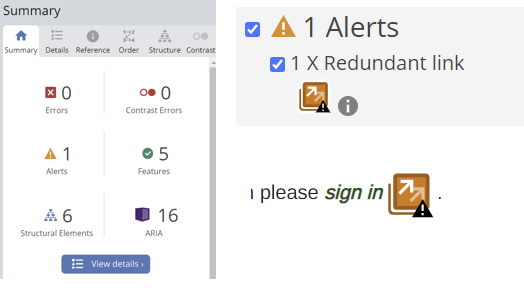 Summary
Summary Details Reference Order Structure Contrast
0 Errors
0 Contrast Errors
1 Alerts
5 Features
6 Structural Elements
16 ARIA
View details ›
1 Alerts
1 X Redundant link
please sign in .